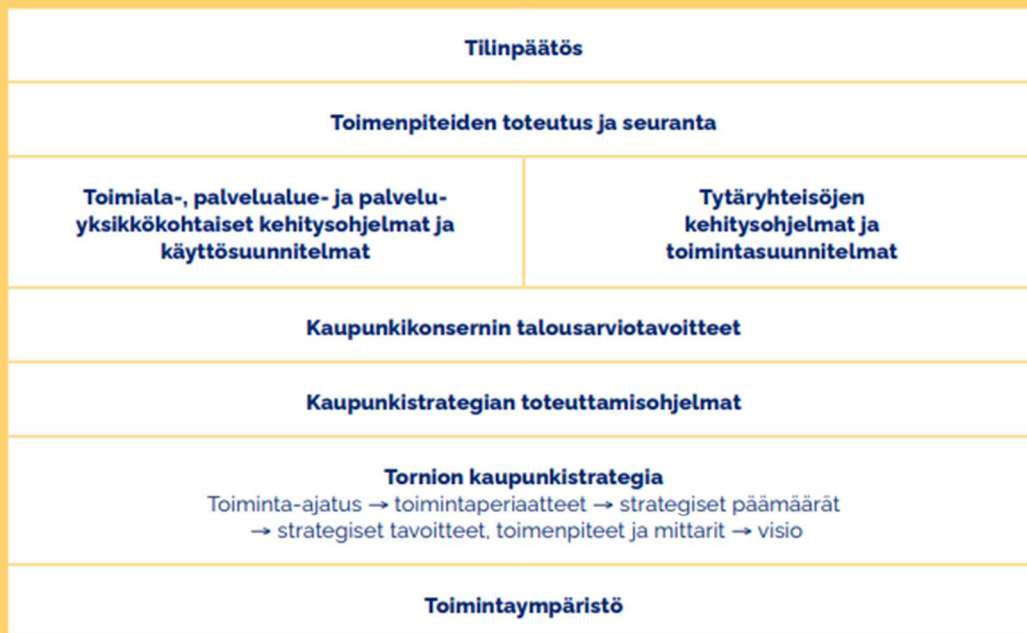 Tilinpäätös
Toimenpiteiden toteutus ja seuranta
Toimiala-, palvelualue- ja palvelu-
yksikkökohtaiset kehitysohjelmat ja
käyttösuunnitelmat
Tytäryhteisöjen
kehitysohjelmat ja
toimintasuunnitelmat
Kaupunkikonsernin talousarviotavoitteet
Kaupunkistrategian toteuttamisohjelmat
Tornion kaupunkistrategia
Toiminta-ajatus → toimintaperiaatteet → strategiset päämäärät
→ strategiset tavoitteet, toimenpiteet ja mittarit → visio
Toimintaympäristö